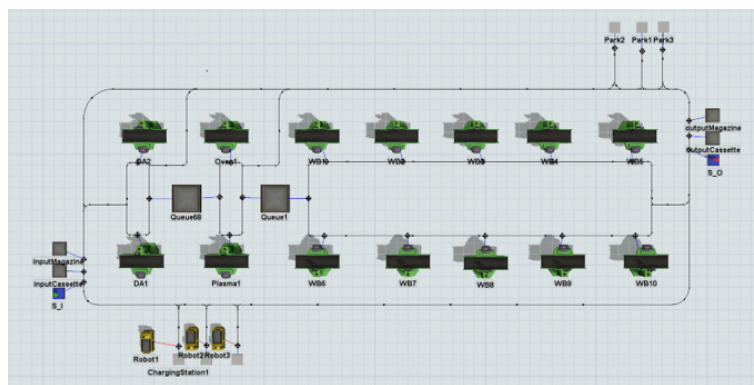 Park2 Park1 Park3
outputMagazine
DA2 Oven1 WB1 WB2 WB3 WB4 WB5
outputCassette
S_O
Queue68 Queue1
inputMagazine
inputCassette
DA1 Plasma1 WB6 WB7 WB8 WB9 WB10
S_I
Robot1 Robot2 Robot3
ChargingStation1